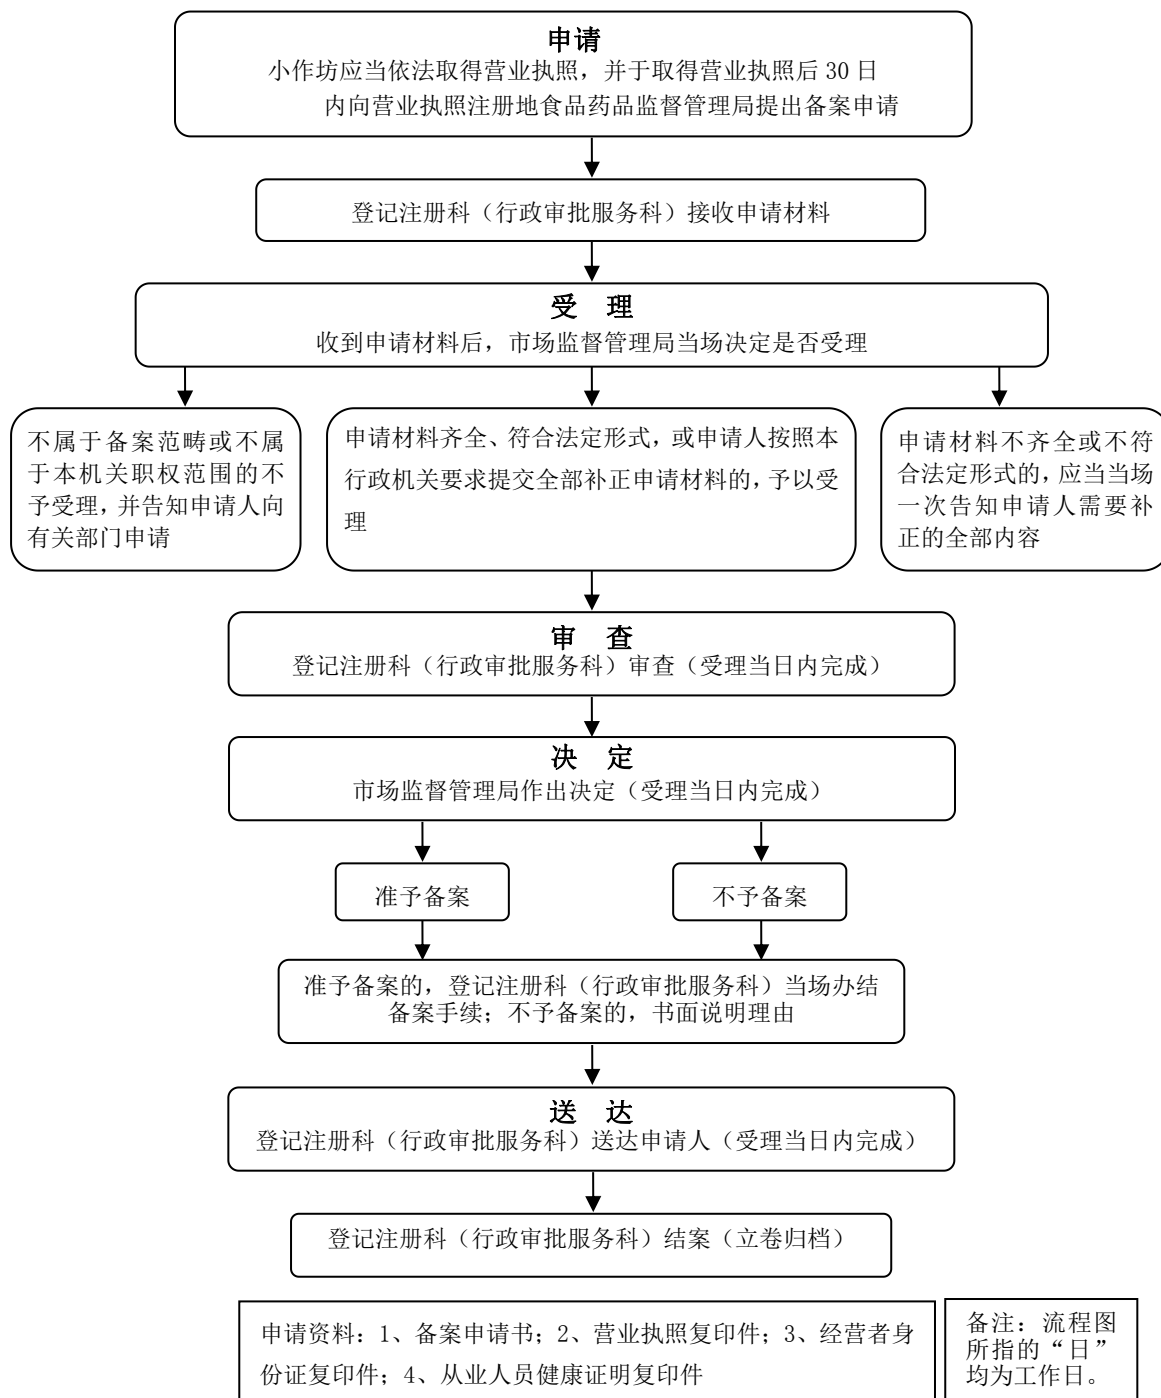 申请
小作坊应当依法取得营业执照，并于取得营业执照后 30 日
内向营业执照注册地食品药品监督管理局提出备案申请
登记注册科（行政审批服务科）接收申请材料
受 理
收到申请材料后，市场监督管理局当场决定是否受理
不属于备案范畴或不属
于本机关职权范围的不
予受理，并告知申请人向
有关部门申请
申请材料齐全、符合法定形式，或申请人按照本
行政机关要求提交全部补正申请材料的，予以受
理
申请材料不齐全或不符
合法定形式的，应当当场
一次告知申请人需要补
正的全部内容
审 查
登记注册科（行政审批服务科）审查（受理当日内完成）
决 定
市场监督管理局作出决定（受理当日内完成）
准予备案
不予备案
准予备案的，登记注册科（行政审批服务科）当场办结
备案手续；不予备案的，书面说明理由
送 达
登记注册科（行政审批服务科）送达申请人（受理当日内完成）
登记注册科（行政审批服务科）结案（立卷归档）
申请资料：1、备案申请书；2、营业执照复印件；3、经营者身
份证复印件；4、从业人员健康证明复印件
备注：流程图
所指的“日”
均为工作日。